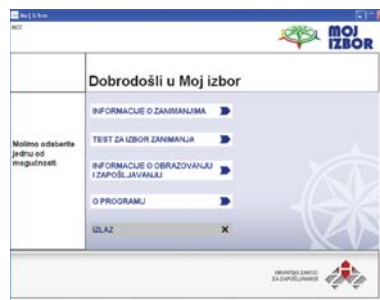 Moj Izbor
MOJ
IZBOR
Dobrodošli u Moj izbor
Molimo odaberite
jednu od
mogućnosti
INFORMACIJE O ZANIMANJIMA
TEST ZA IZBOR ZANIMANJA
INFORMACIJE O OBRAZOVANJU
I ZAPOŠLJAVANJU
O PROGRAMU
IZLAZ
X
HRVATSKI ZAVOD
ZA ZAPOŠLJAVANJE